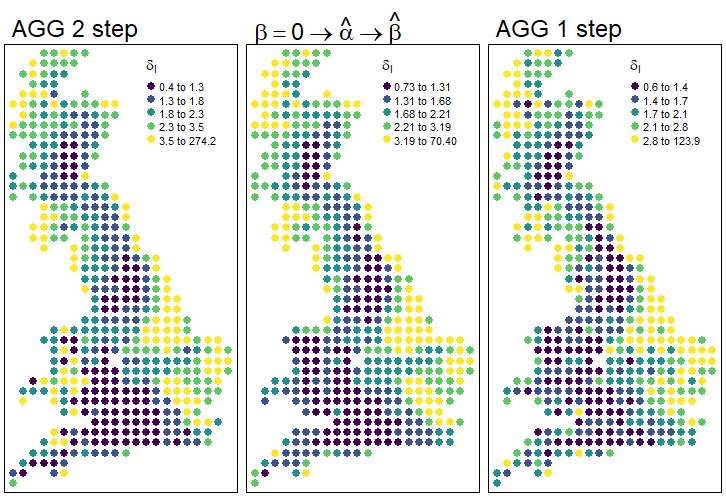 AGG 2 step
δI
0.4 to 1.3
1.3 to 1.8
1.8 to 2.3
2.3 to 3.5
3.5 to 274.2
β = 0 → α̂ → β̂
δI
0.73 to 1.31
1.31 to 1.68
1.68 to 2.21
2.21 to 3.19
3.19 to 70.40
AGG 1 step
δI
0.6 to 1.4
1.4 to 1.7
1.7 to 2.1
2.1 to 2.8
2.8 to 123.9